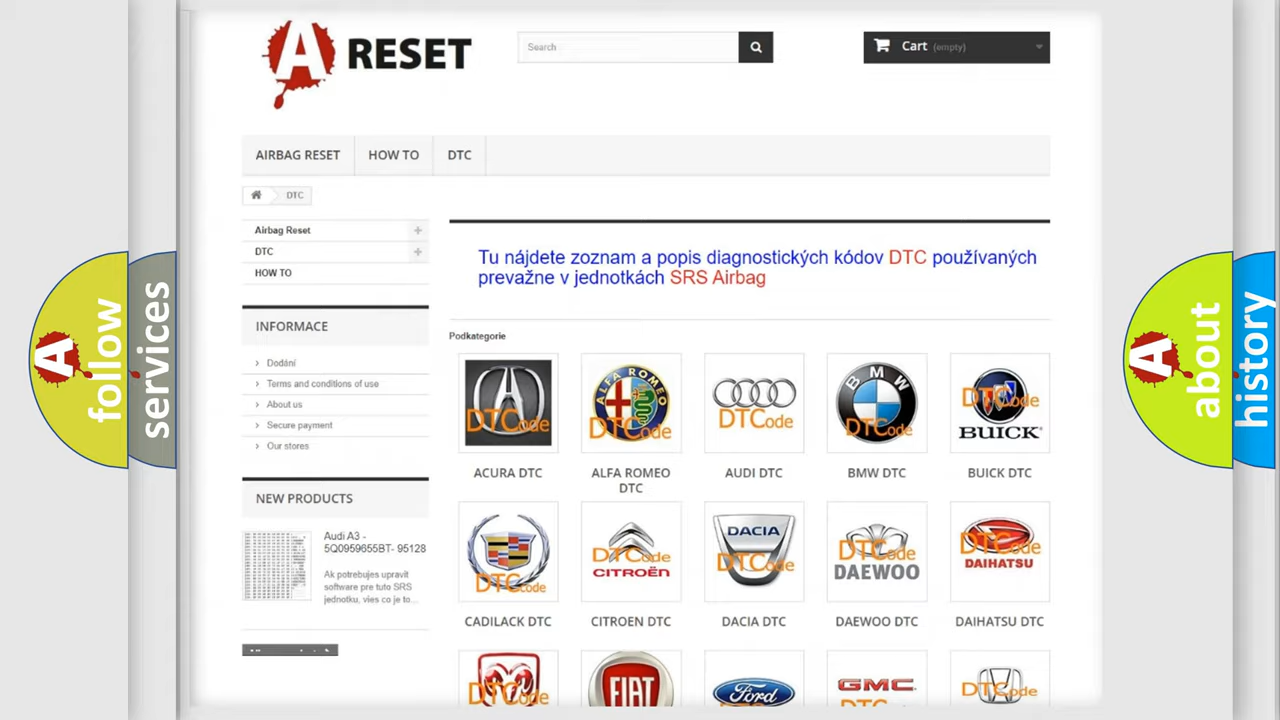 A RESET
Search
Cart (empty)
AIRBAG RESET
HOW TO
DTC
DTC
Airbag Reset
DTC
HOW TO
INFORMACE
Dodání
Terms and conditions of use
About us
Secure payment
Our stores
NEW PRODUCTS
Audi A3 -
5Q0959655BT- 95128
Ak potrebujes upravit
software pre tuto SRS
jednotku, vies co je to...
Tu nájdete zoznam a popis diagnostických kódov DTC používaných
prevažne v jednotkách SRS Airbag
Podkategorie
DTCode
ALFA ROMEO
DTCode
DTCode
BMW
DTCode
DTCode
BUICK
ACURA DTC
ALFA ROMEO
DTC
AUDI DTC
BMW DTC
BUICK DTC
DTCode
DTCode
CITROËN
DACIA
DTCode
DTCode
DAEWOO
DTCode
DAIHATSU
CADILACK DTC
CITROEN DTC
DACIA DTC
DAEWOO DTC
DAIHATSU DTC
DTCode
FIAT
Ford
GMC
DTCode
A follow
services
A about
history